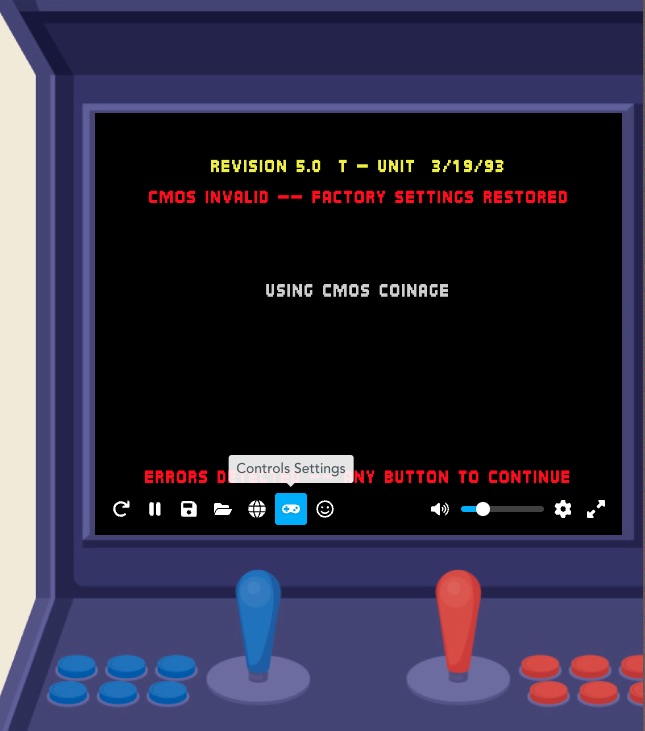 REVISION 5.0 T - UNIT 3/19/93
CMOS INVALID -- FACTORY SETTINGS RESTORED
USING CMOS COINAGE
Controls Settings
ERRORS BUTTON TO CONTINUE